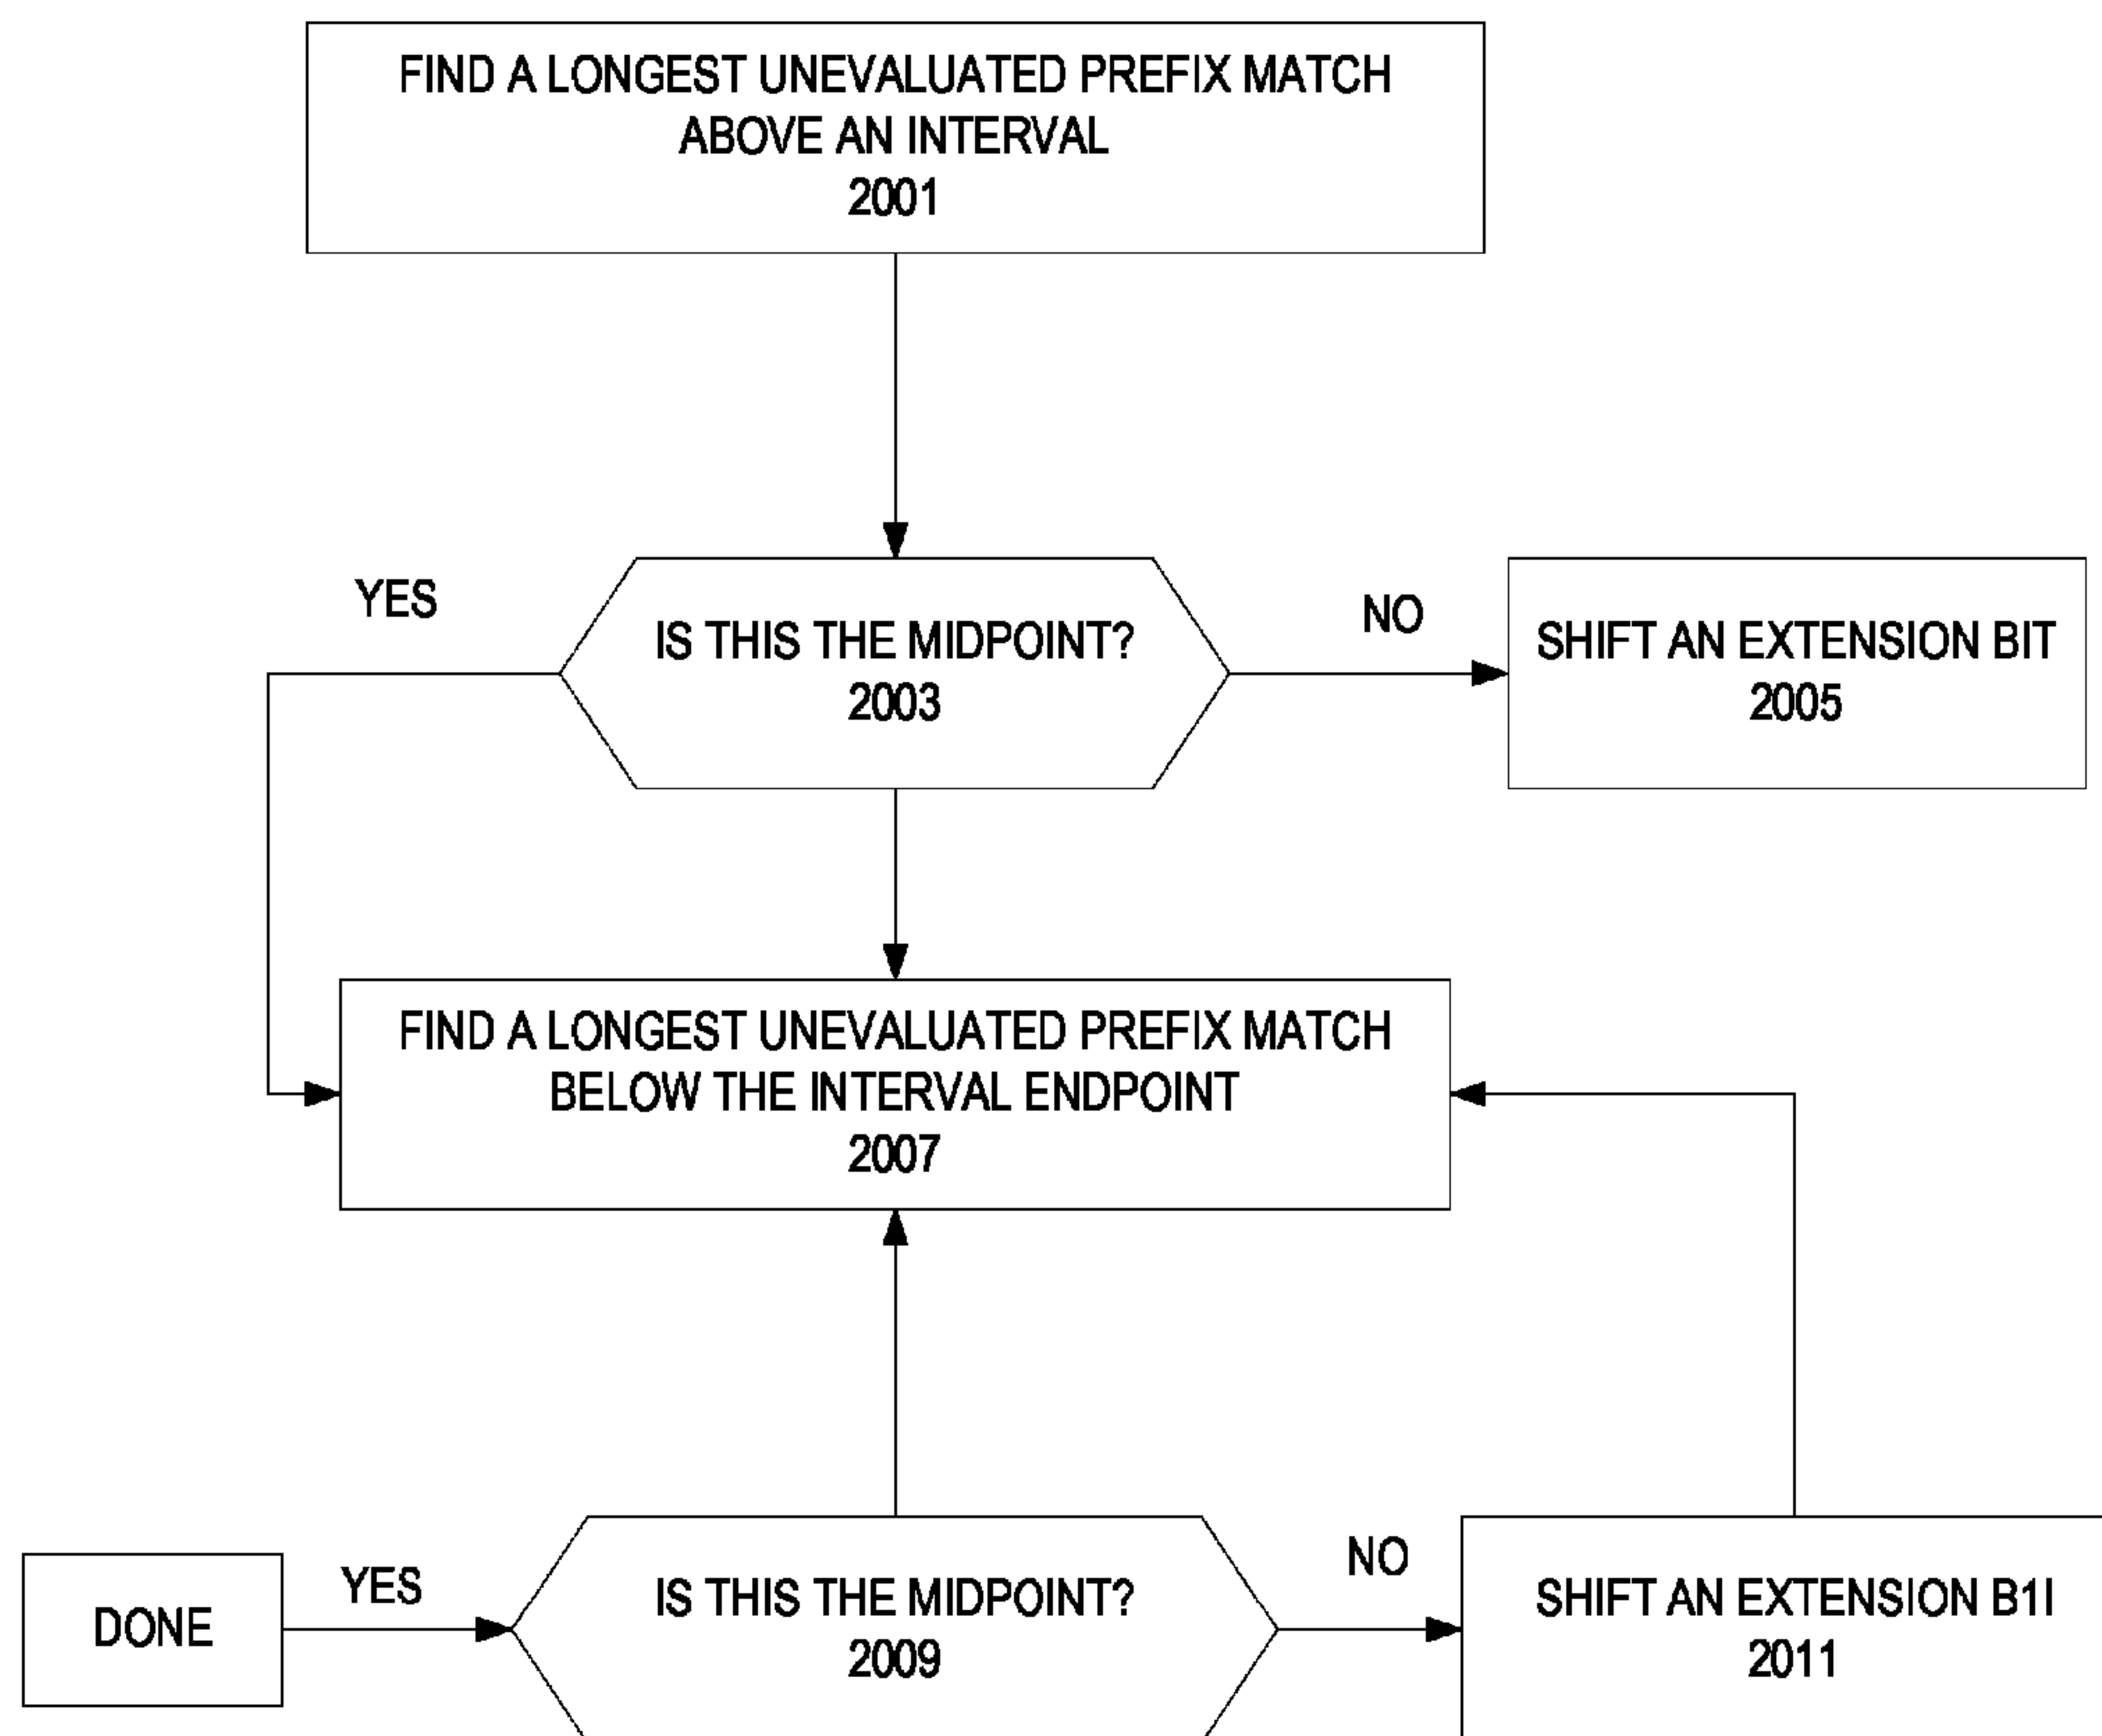 FIND A LONGEST UNEVALUATED PREFIX MATCH
ABOVE AN INTERVAL
2001
YES
IS THIS THE MIDPOINT?
2003
NO
SHIFT AN EXTENSION BIT
2005
FIND A LONGEST UNEVALUATED PREFIX MATCH
BELOW THE INTERVAL ENDPOINT
2007
DONE
YES
IS THIS THE MIDPOINT?
2009
NO
SHIFT AN EXTENSION B1I
2011